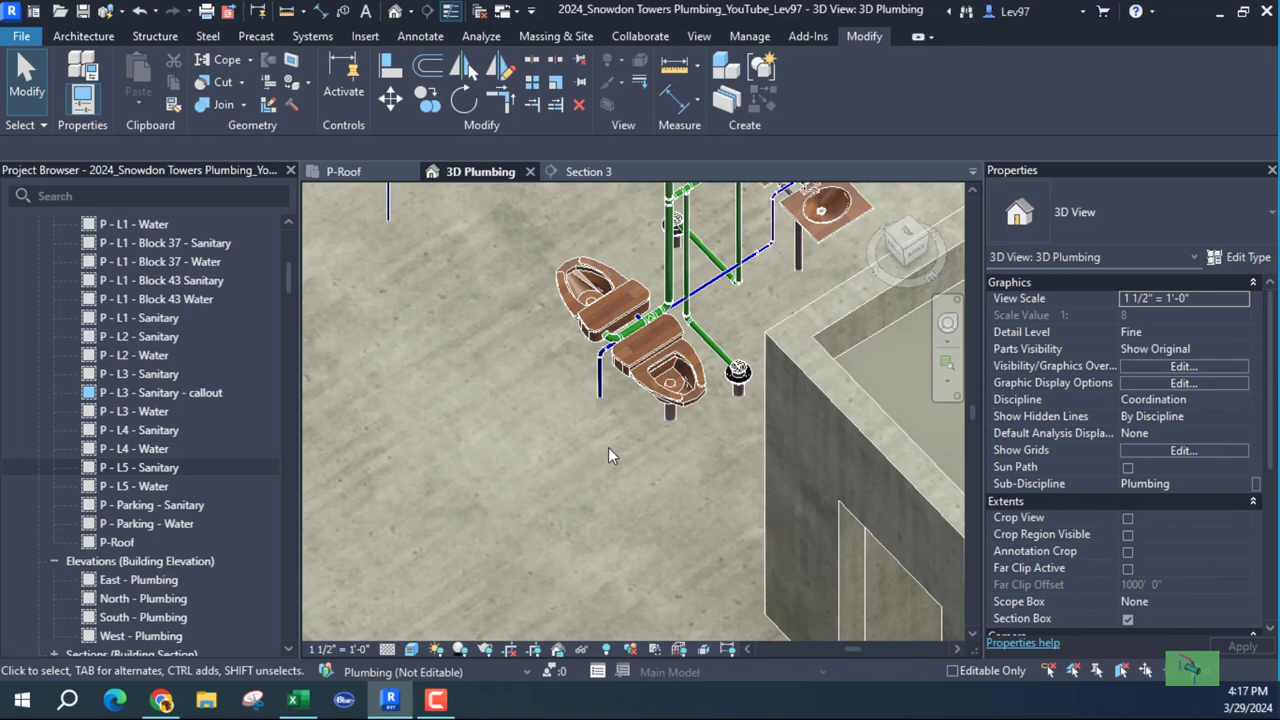 2024_Snowdon Towers Plumbing_YouTube_Lev97 - 3D View: 3D Plumbing
Lev97
File Architecture Structure Steel Precast Systems Insert Annotate Analyze Massing & Site Collaborate View Manage Add-Ins Modify
Modify Paste Cope Cut Join Activate
Select Properties Clipboard Geometry Controls Modify View Measure Create
Project Browser - 2024_Snowdon Towers Plumbing_Yo...
P-Roof 3D Plumbing Section 3
Properties
Search
P - L1 - Water
P - L1 - Block 37 - Sanitary
P - L1 - Block 37 - Water
P - L1 - Block 43 Sanitary
P - L1 - Block 43 Water
P - L1 - Sanitary
P - L2 - Sanitary
P - L2 - Water
P - L3 - Sanitary
P - L3 - Sanitary - callout
P - L3 - Water
P - L4 - Sanitary
P - L4 - Water
P - L5 - Sanitary
P - L5 - Water
P - Parking - Sanitary
P - Parking - Water
P-Roof
Elevations (Building Elevation)
East - Plumbing
North - Plumbing
South - Plumbing
West - Plumbing
Sections (Building Section)
TOP
3D View
3D View: 3D Plumbing Edit Type
Graphics
View Scale 1 1/2" = 1'-0"
Scale Value 1: 8
Detail Level Fine
Parts Visibility Show Original
Visibility/Graphics Over... Edit...
Graphic Display Options Edit...
Discipline Coordination
Show Hidden Lines By Discipline
Default Analysis Displa... None
Show Grids Edit...
Sun Path
Sub-Discipline Plumbing
Extents
Crop View
Crop Region Visible
Annotation Crop
Far Clip Active
Far Clip Offset 1000' 0"
Scope Box None
Section Box
Properties help Apply
1 1/2" = 1'-0"
Click to select, TAB for alternates, CTRL adds, SHIFT unselects.
Plumbing (Not Editable) :0 Main Model Editable Only :0
4:17 PM
3/29/2024